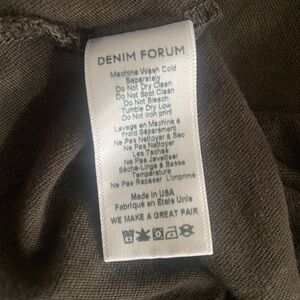 DENIM FORUM
Machine Wash Cold
Separately
Do Not Dry Clean
Do Not Spot Clean
Do Not Bleach
Tumble Dry Low
Do Not Iron print
Lavage en Machine à
Froid Séparément
Ne Pas Nettoyer à Sec
Ne Pas Nettoyer
Les Taches
Ne Pas Javelliser
Sèche-Linge à Basse
Température
Ne Pas Repaser L'imprimé
Made in USA
Fabriqué en États Unis
WE MAKE A GREAT PAIR